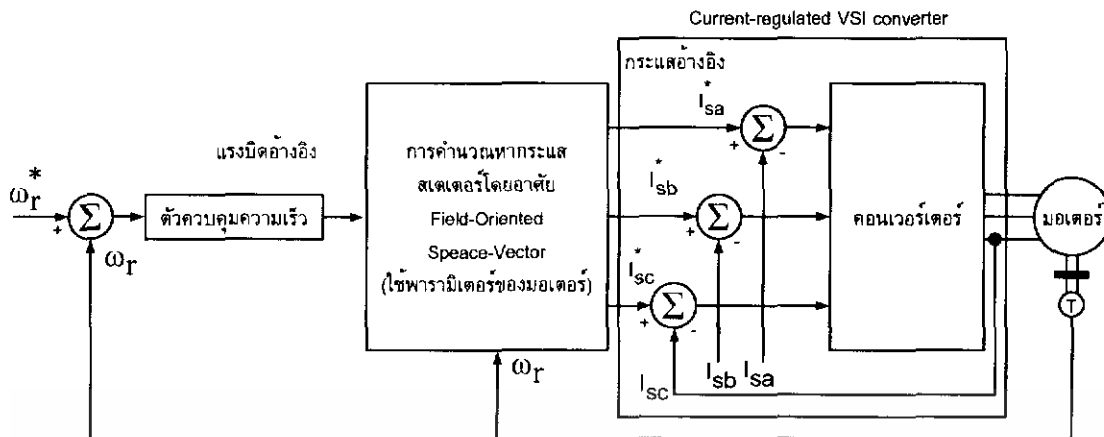 Current-regulated VSI converter
กระแสอ้างอิง
I*sa
แรงบิดอ้างอิง
การคำนวณหากระแส
สเตเตอร์โดยอาศัย
Field-Oriented
Speace-Vector
(ใช้พารามิเตอร์ของมอเตอร์)
Σ
+
-
I*sb
ωr*
Σ
+
ตัวควบคุมความเร็ว
Σ
+
-
คอนเวอร์เตอร์
มอเตอร์
ωr
I*sc
Σ
+
-
T
ωr
Isc
Isb
Isa